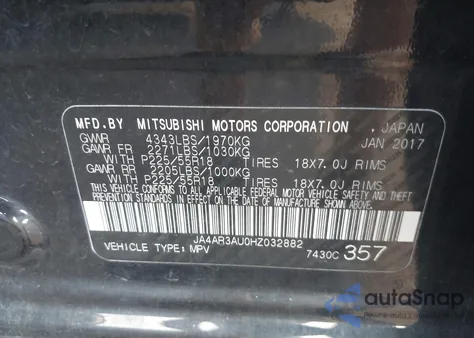 MFD.BY MITSUBISHI MOTORS CORPORATION , JAPAN
GVWR 4343LBS/1970KG JAN 2017
GAWR FR 2271LBS/1030KG
WITH P225/55R18 TIRES 18X7.0J RIMS
GAWR RR 2205LBS/1000KG
WITH P225/55R18 TIRES 18X7.0J RIMS
THIS VEHICLE CONFORMS TO ALL APPLICABLE FEDERAL MOTOR VEHICLE SAFETY AND
THEFT PREVENTION STANDARDS IN EFFECT ON THE DATE OF MANUFACTURE SHOWN ABOVE.
JA4AR3AU0HZ032882
VEHICLE TYPE: MPV 7430C 357
autoSnap